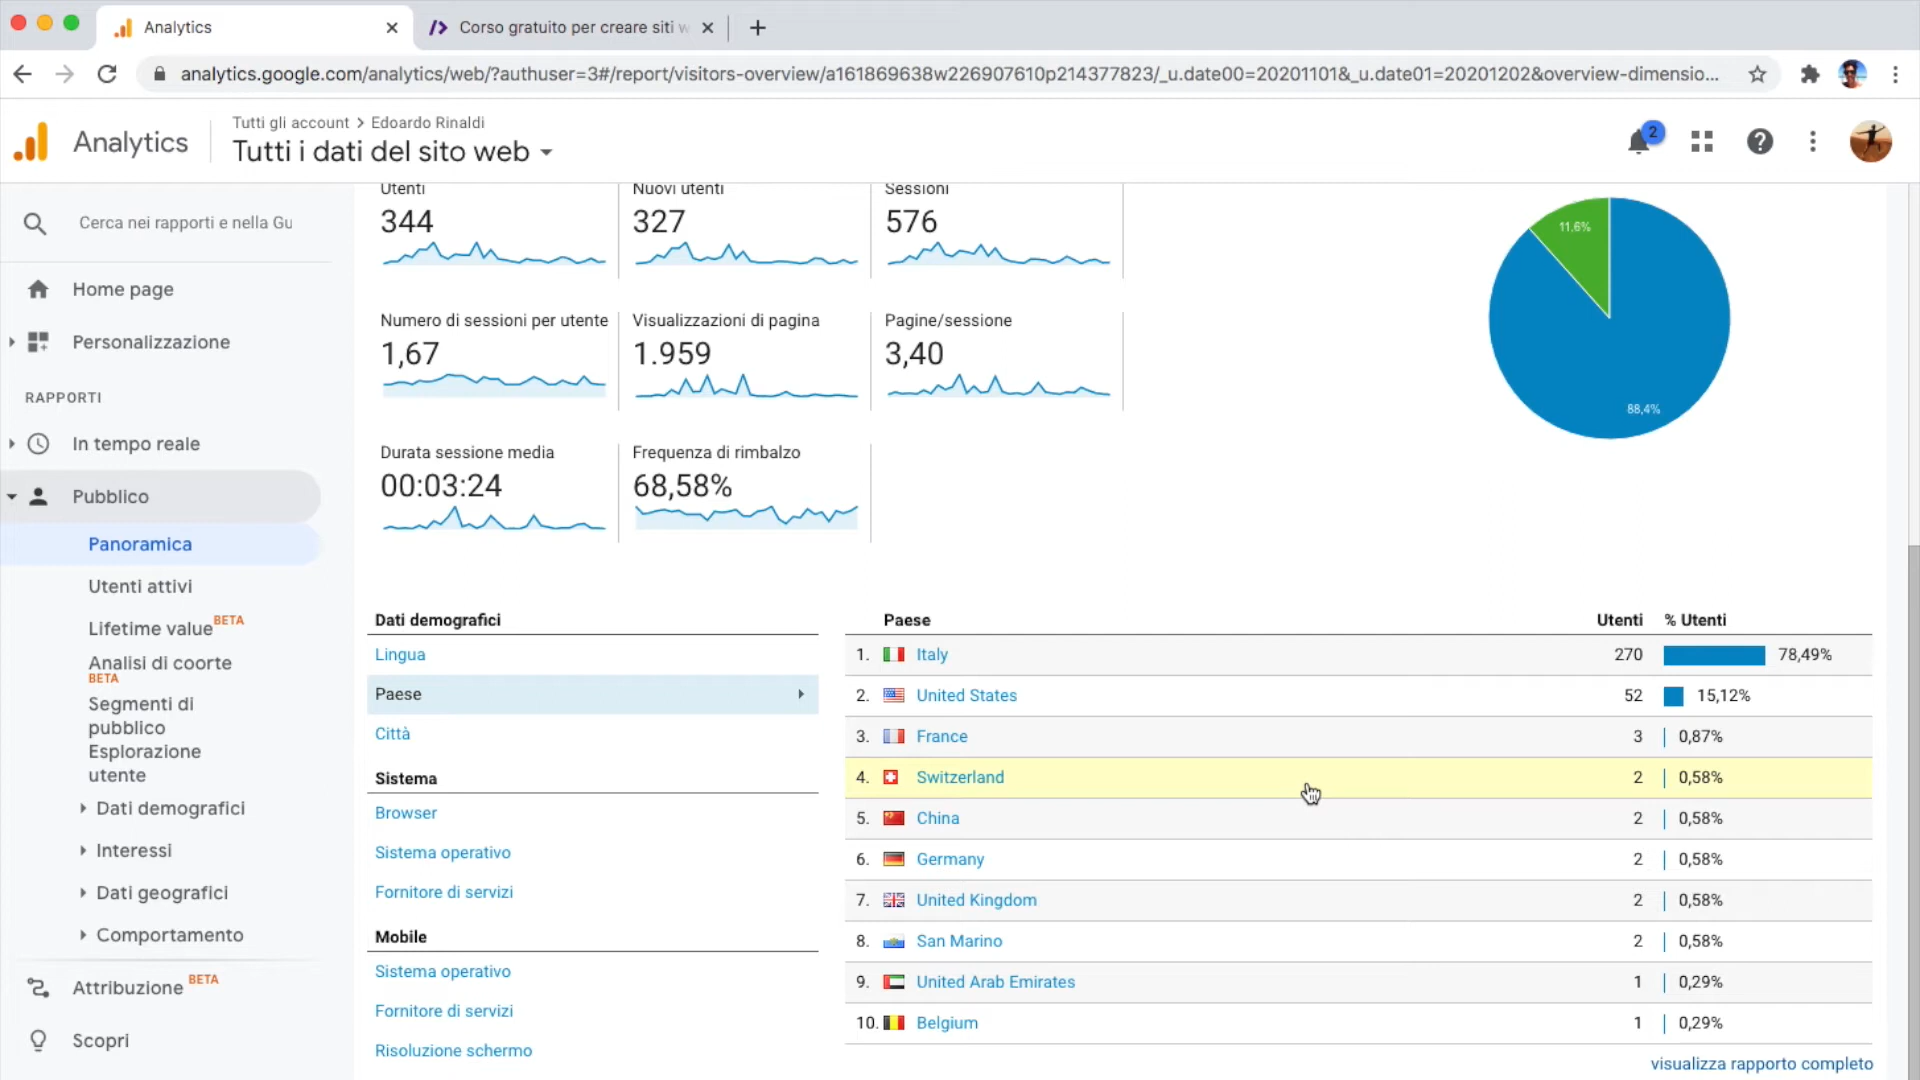 Analytics
Corso gratuito per creare siti w
analytics.google.com/analytics/web/?authuser=3#/report/visitors-overview/a161869638w226907610p214377823/_u.date00=20201101&_u.date01=20201202&overview-dimensio...
Analytics
Tutti gli account > Edoardo Rinaldi
Tutti i dati del sito web
2
Cerca nei rapporti e nella Gu
Home page
Personalizzazione
RAPPORTI
In tempo reale
Pubblico
Panoramica
Utenti attivi
Lifetime value BETA
Analisi di coorte
BETA
Segmenti di
pubblico
Esplorazione
utente
Dati demografici
Interessi
Dati geografici
Comportamento
Attribuzione BETA
Scopri
Utenti
344
Nuovi utenti
327
Sessioni
576
Numero di sessioni per utente
1,67
Visualizzazioni di pagina
1.959
Pagine/sessione
3,40
Durata sessione media
00:03:24
Frequenza di rimbalzo
68,58%
11,6%
88,4%
Dati demografici
Lingua
Paese
Città
Sistema
Browser
Sistema operativo
Fornitore di servizi
Mobile
Sistema operativo
Fornitore di servizi
Risoluzione schermo
Paese Utenti % Utenti
1. Italy 270 78,49%
2. United States 52 15,12%
3. France 3 0,87%
4. Switzerland 2 0,58%
5. China 2 0,58%
6. Germany 2 0,58%
7. United Kingdom 2 0,58%
8. San Marino 2 0,58%
9. United Arab Emirates 1 0,29%
10. Belgium 1 0,29%
visualizza rapporto completo